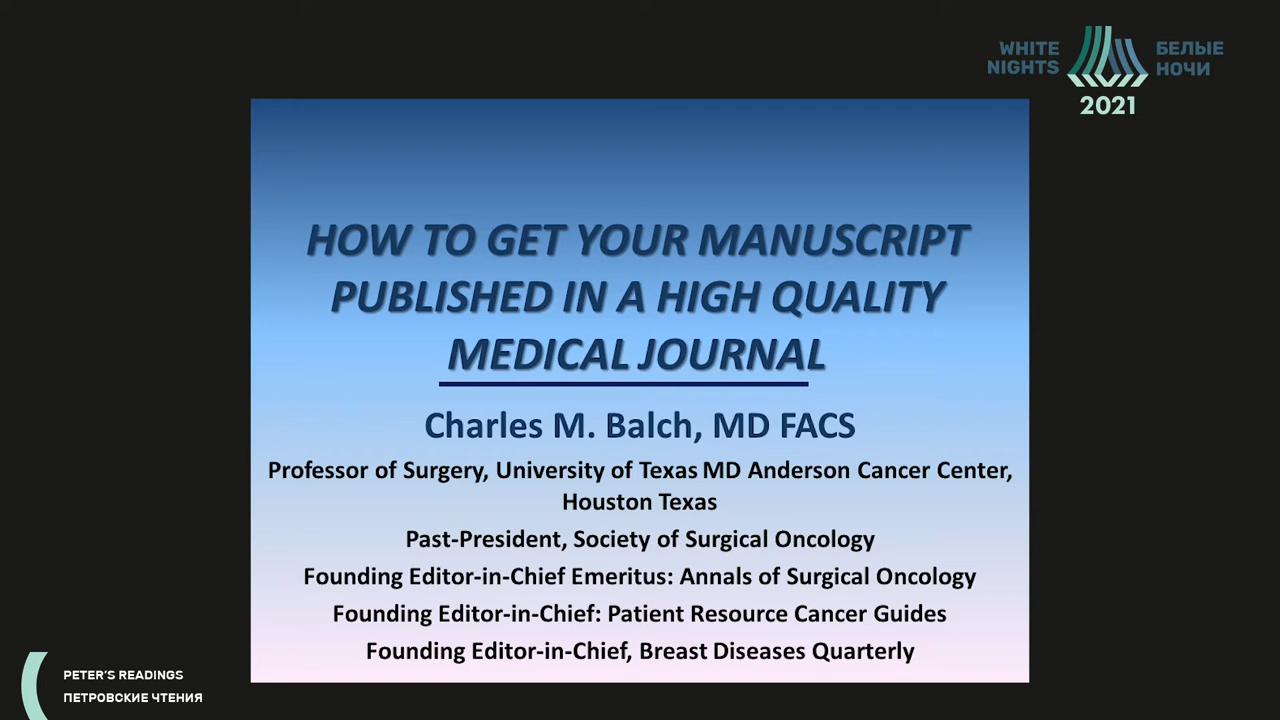 WHITE NIGHTS
БЕЛЫЕ НОЧИ
2021
HOW TO GET YOUR MANUSCRIPT
PUBLISHED IN A HIGH QUALITY
MEDICAL JOURNAL
Charles M. Balch, MD FACS
Professor of Surgery, University of Texas MD Anderson Cancer Center,
Houston Texas
Past-President, Society of Surgical Oncology
Founding Editor-in-Chief Emeritus: Annals of Surgical Oncology
Founding Editor-in-Chief: Patient Resource Cancer Guides
Founding Editor-in-Chief, Breast Diseases Quarterly
PETER'S READINGS
ПЕТРОВСКИЕ ЧТЕНИЯ